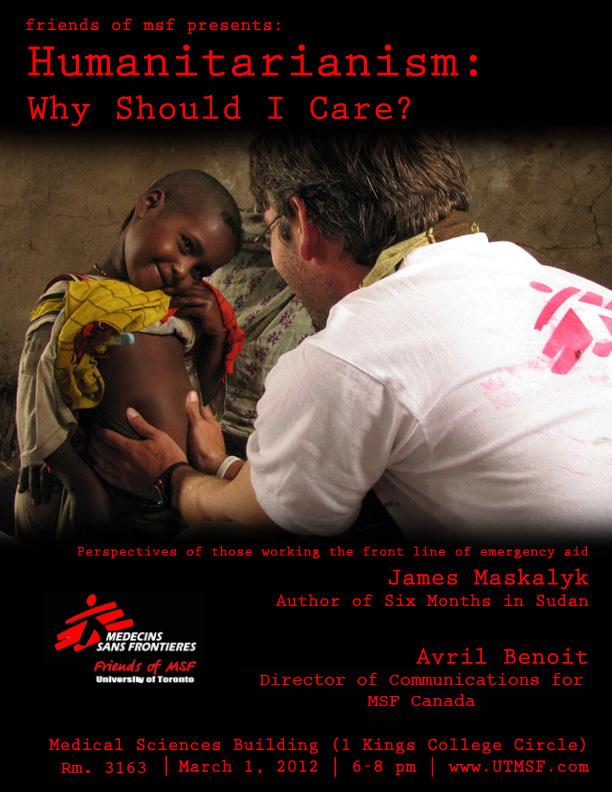 friends of msf presents:
Humanitarianism:
Why Should I Care?
Perspectives of those working the front line of emergency aid
James Maskalyk
Author of Six Months in Sudan
MEDECINS
SANS FRONTIERES
Friends of MSF
University of Toronto
Avril Benoit
Director of Communications for
MSF Canada
Medical Sciences Building (1 Kings College Circle)
Rm. 3163 | March 1, 2012 | 6-8 pm | www.UTMSF.com